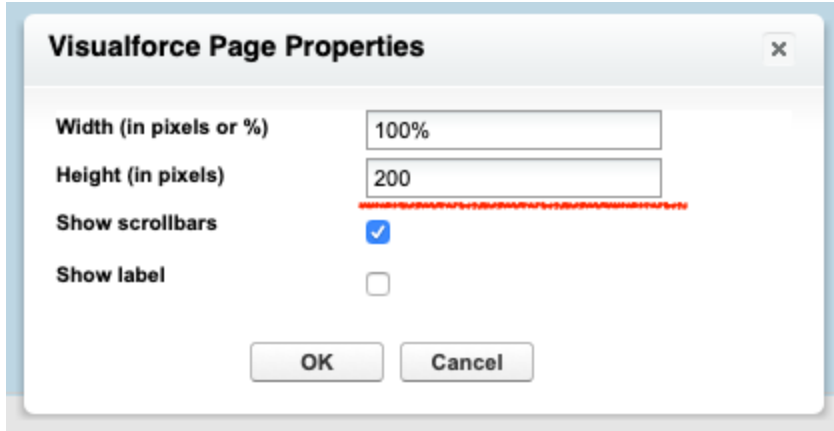 Visualforce Page Properties
Width (in pixels or %) 100%
Height (in pixels) 200
Show scrollbars
Show label
OK Cancel